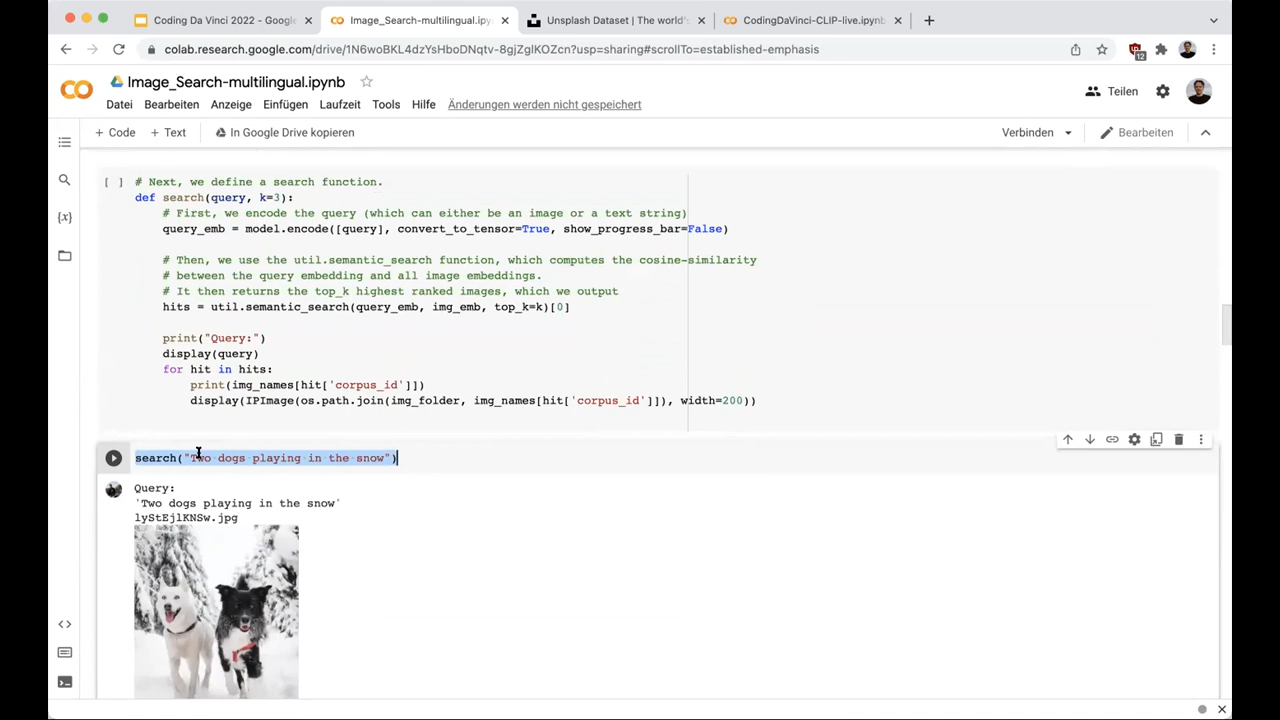 Coding Da Vinci 2022 - Google
Image_Search-multilingual.ipyn
Unsplash Dataset | The world's
CodingDaVinci-CLIP-live.ipynb
colab.research.google.com/drive/1N6woBKL4dzYsHboDNqtv-8gjZglKOZcn?usp=sharing#scrollTo=established-emphasis
12
Image_Search-multilingual.ipynb
Datei Bearbeiten Anzeige Einfügen Laufzeit Tools Hilfe Änderungen werden nicht gespeichert
Teilen
+ Code + Text In Google Drive kopieren
Verbinden
Bearbeiten
[ ] # Next, we define a search function.
def search(query, k=3):
# First, we encode the query (which can either be an image or a text string)
query_emb = model.encode([query], convert_to_tensor=True, show_progress_bar=False)
# Then, we use the util.semantic_search function, which computes the cosine-similarity
# between the query embedding and all image embeddings.
# It then returns the top_k highest ranked images, which we output
hits = util.semantic_search(query_emb, img_emb, top_k=k)[0]
print("Query:")
display(query)
for hit in hits:
print(img_names[hit['corpus_id']])
display(IPImage(os.path.join(img_folder, img_names[hit['corpus_id']]), width=200))
search("Two dogs playing in the snow")
Query:
'Two dogs playing in the snow'
lyStEjlKNSw.jpg
{x}